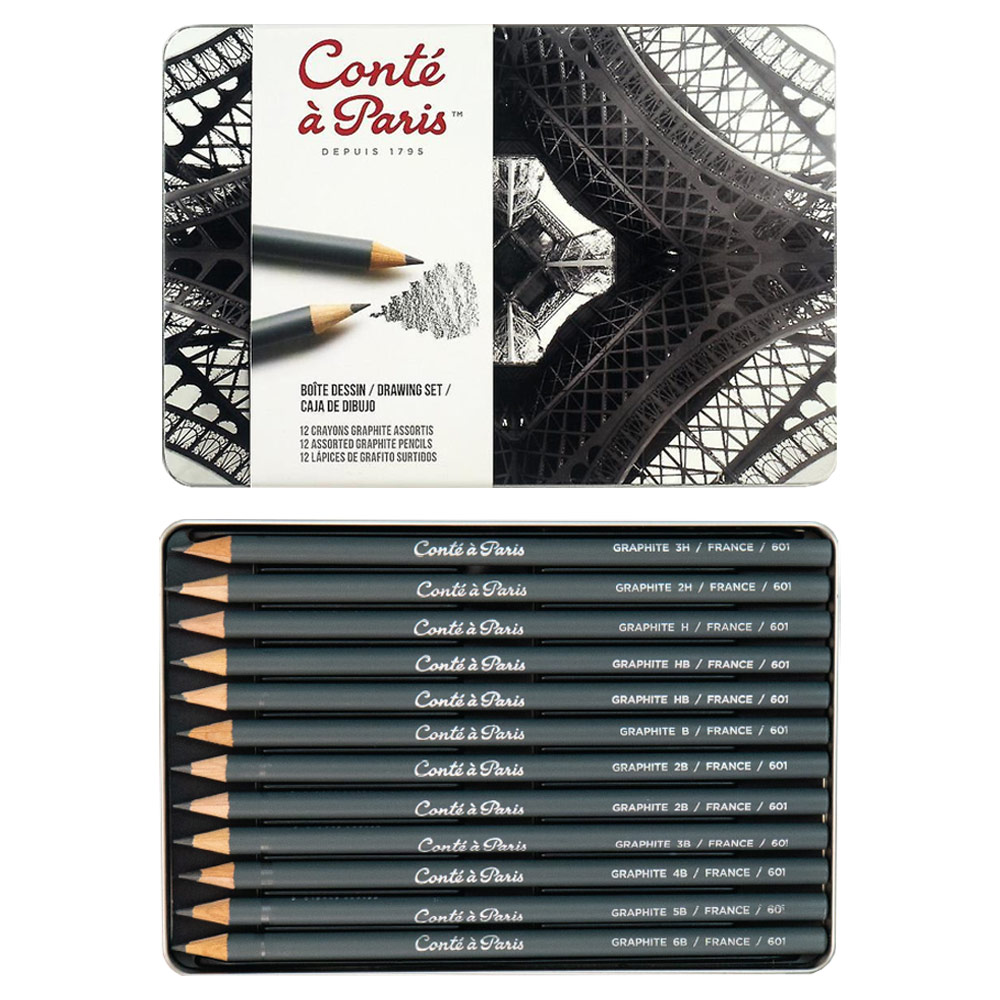 Conté
à Paris™
DEPUIS 1795
BOÎTE DESSIN / DRAWING SET /
CAJA DE DIBUJO
12 CRAYONS GRAPHITE ASSORTIS
12 ASSORTED GRAPHITE PENCILS
12 LÁPICES DE GRAFITO SURTIDOS
Conté à Paris GRAPHITE 3H / FRANCE / 601
Conté à Paris GRAPHITE 2H / FRANCE / 601
Conté à Paris GRAPHITE H / FRANCE / 601
Conté à Paris GRAPHITE HB / FRANCE / 601
Conté à Paris GRAPHITE HB / FRANCE / 601
Conté à Paris GRAPHITE B / FRANCE / 601
Conté à Paris GRAPHITE 2B / FRANCE / 601
Conté à Paris GRAPHITE 2B / FRANCE / 601
Conté à Paris GRAPHITE 3B / FRANCE / 601
Conté à Paris GRAPHITE 4B / FRANCE / 601
Conté à Paris GRAPHITE 5B / FRANCE / 601
Conté à Paris GRAPHITE 6B / FRANCE / 601